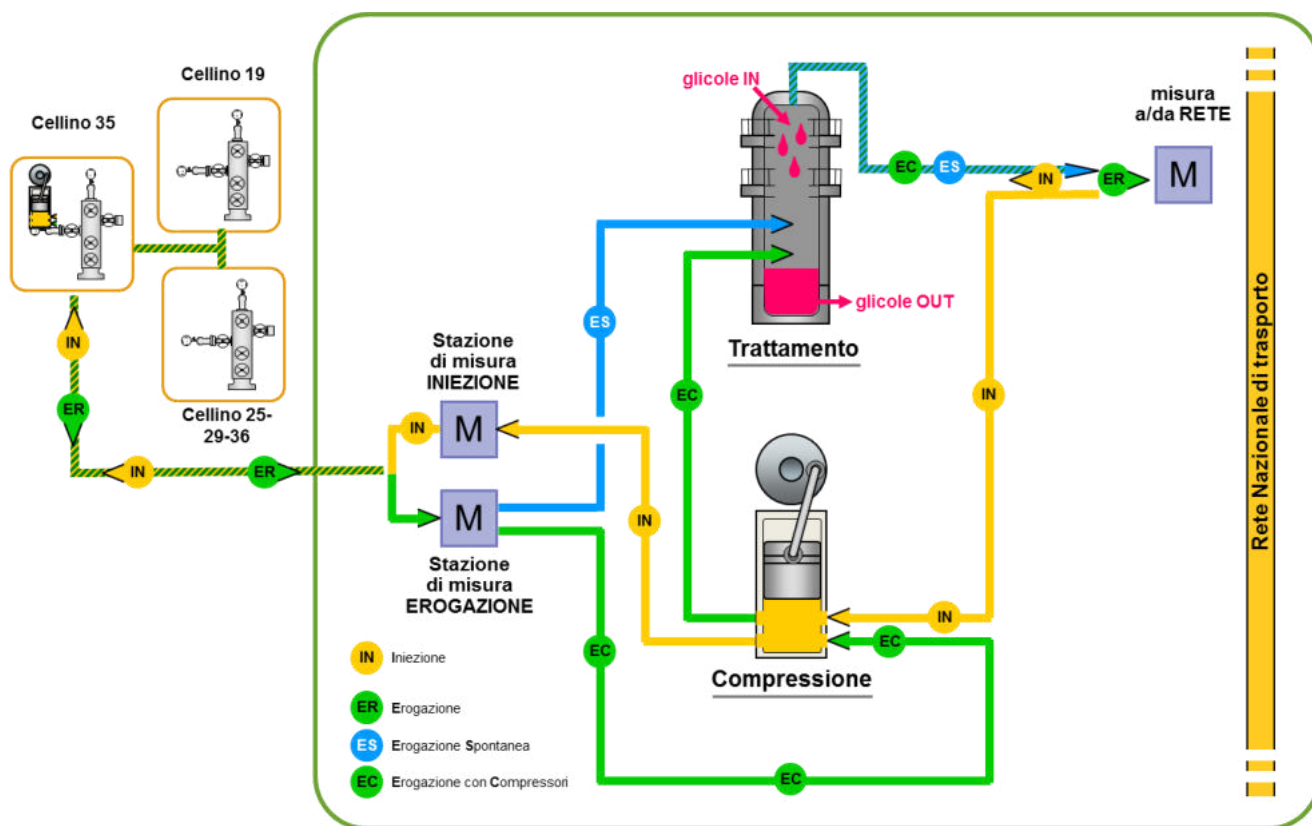 Cellino 19
Cellino 35
Cellino 25-
29-36
IN
ER
IN
ER
glicole IN
glicole OUT
Trattamento
EC
ES
IN
ER
misura
a/da RETE
M
Rete Nazionale di trasporto
ES
EC
IN
Stazione
di misura
INIEZIONE
IN
M
M
Stazione
di misura
EROGAZIONE
IN
IN
EC
EC
EC
Compressione
IN Iniezione
ER Erogazione
ES Erogazione Spontanea
EC Erogazione con Compressori